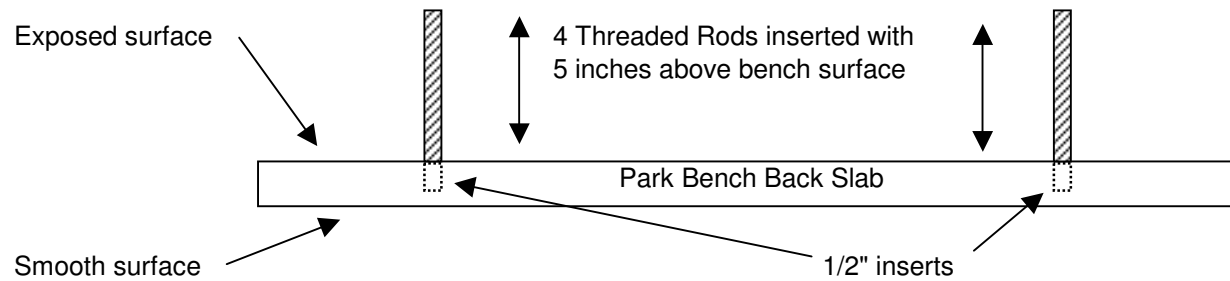 Exposed surface
4 Threaded Rods inserted with
5 inches above bench surface
Park Bench Back Slab
Smooth surface
1/2" inserts